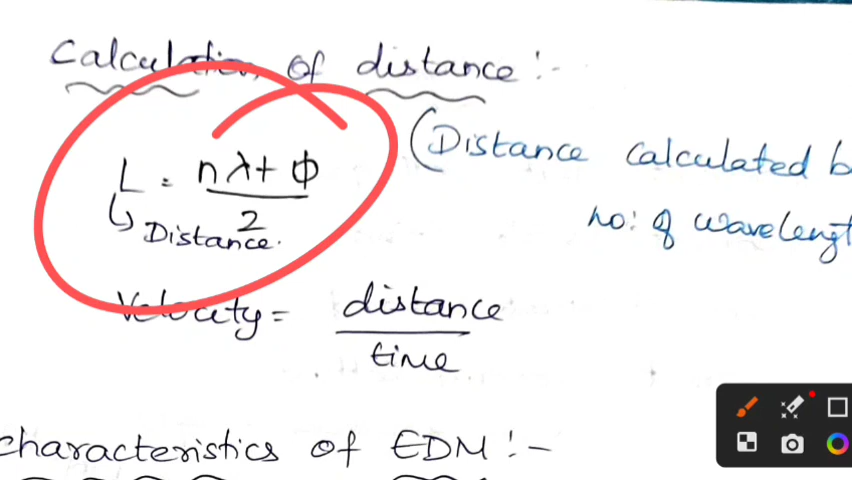 Calculation of distance :-
L = nλ + φ
2
↳ Distance.
(Distance calculated b
no: of wavelengt
Velocity = distance
time
characteristics of EDM :-